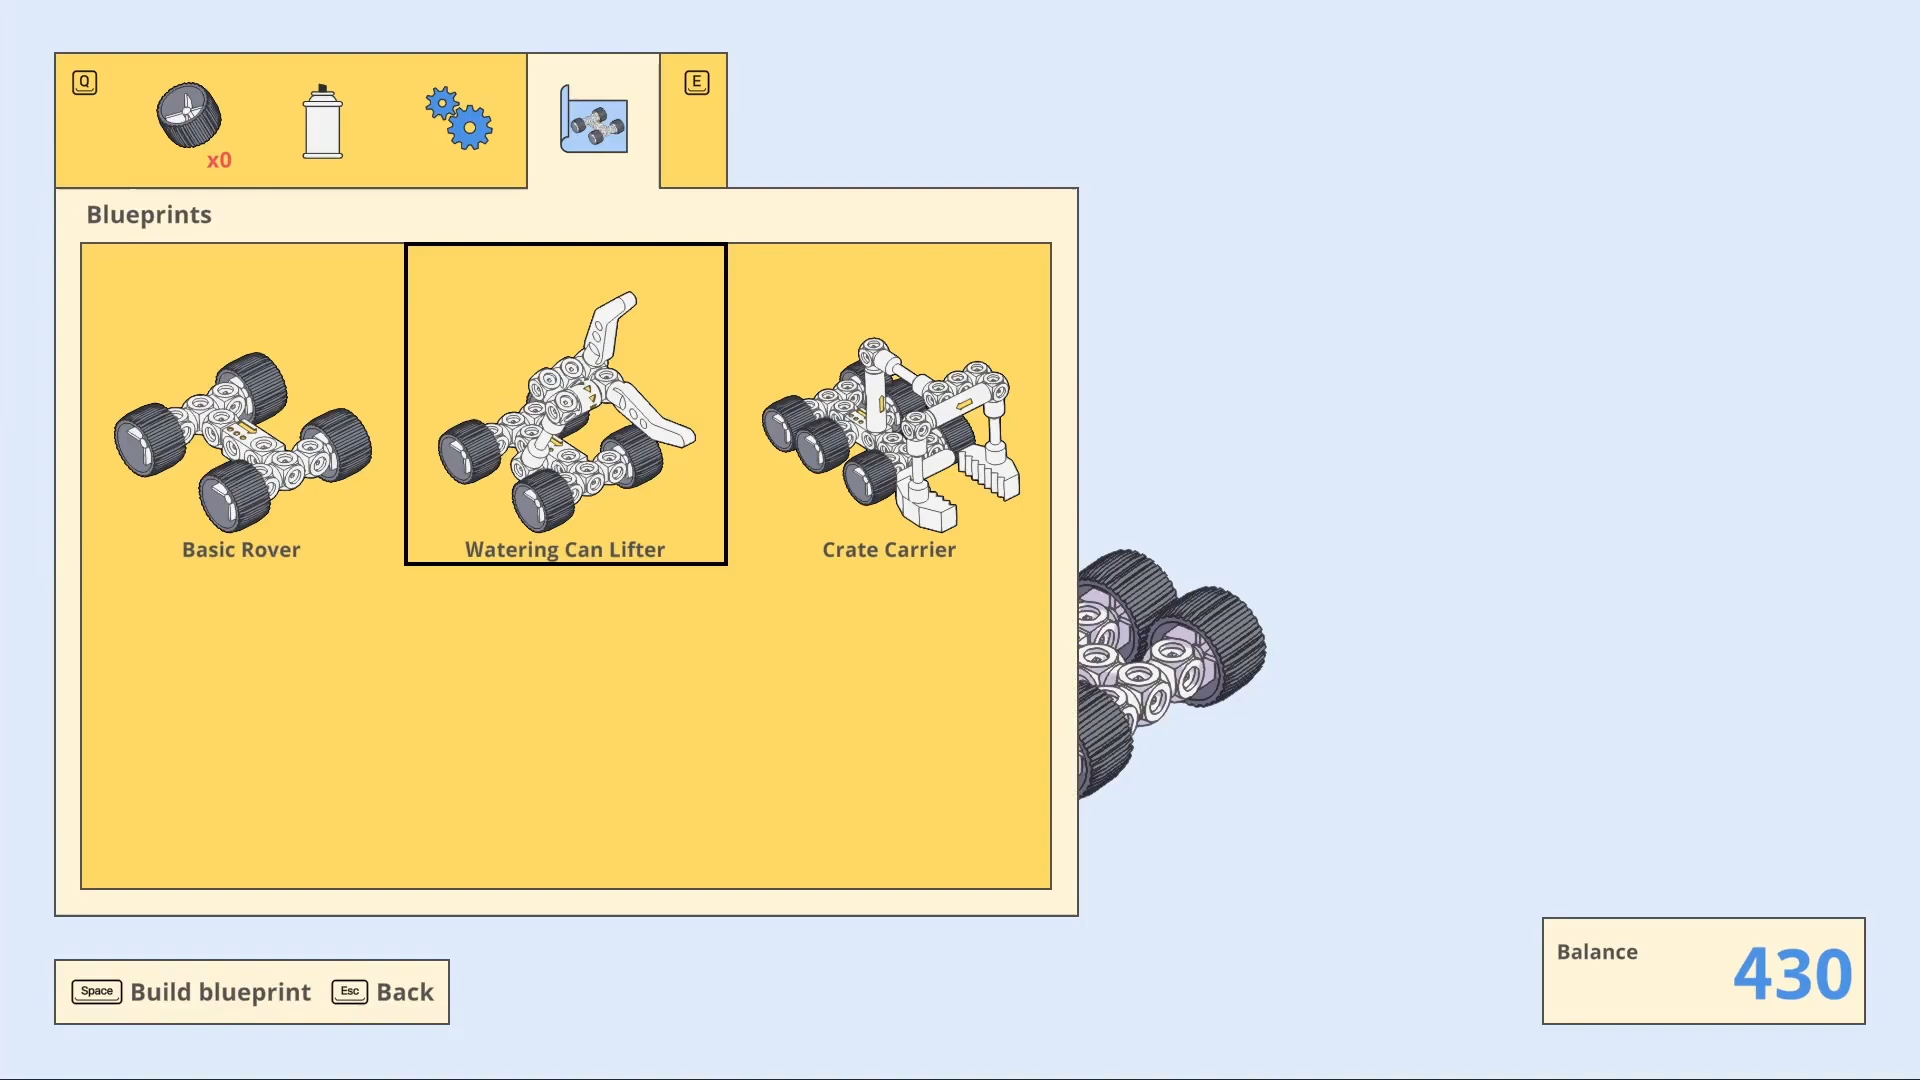 Q
E
x0
Blueprints
Basic Rover
Watering Can Lifter
Crate Carrier
Space Build blueprint Esc Back
Balance 430